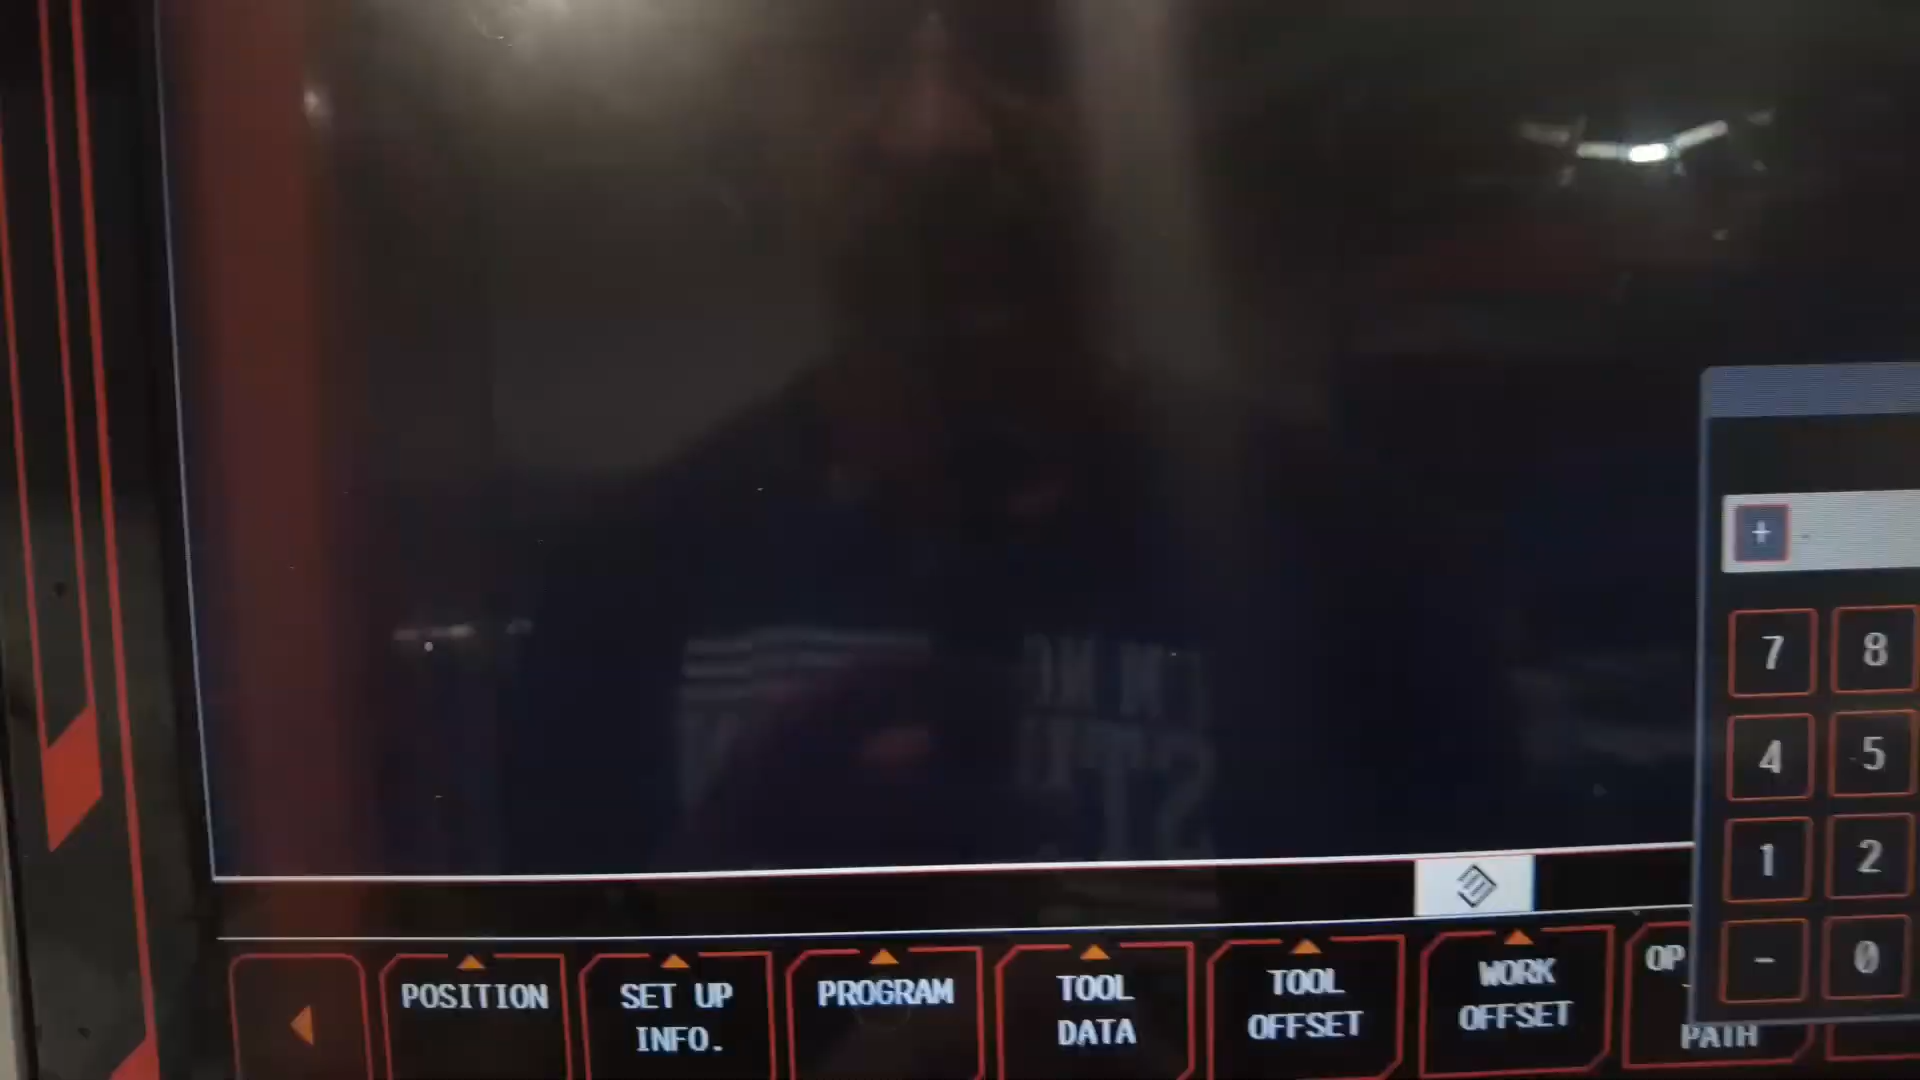 +
7 8
4 5
1 2
- 0
POSITION
SET UP
INFO.
PROGRAM
TOOL
DATA
TOOL
OFFSET
WORK
OFFSET
OP
PATH